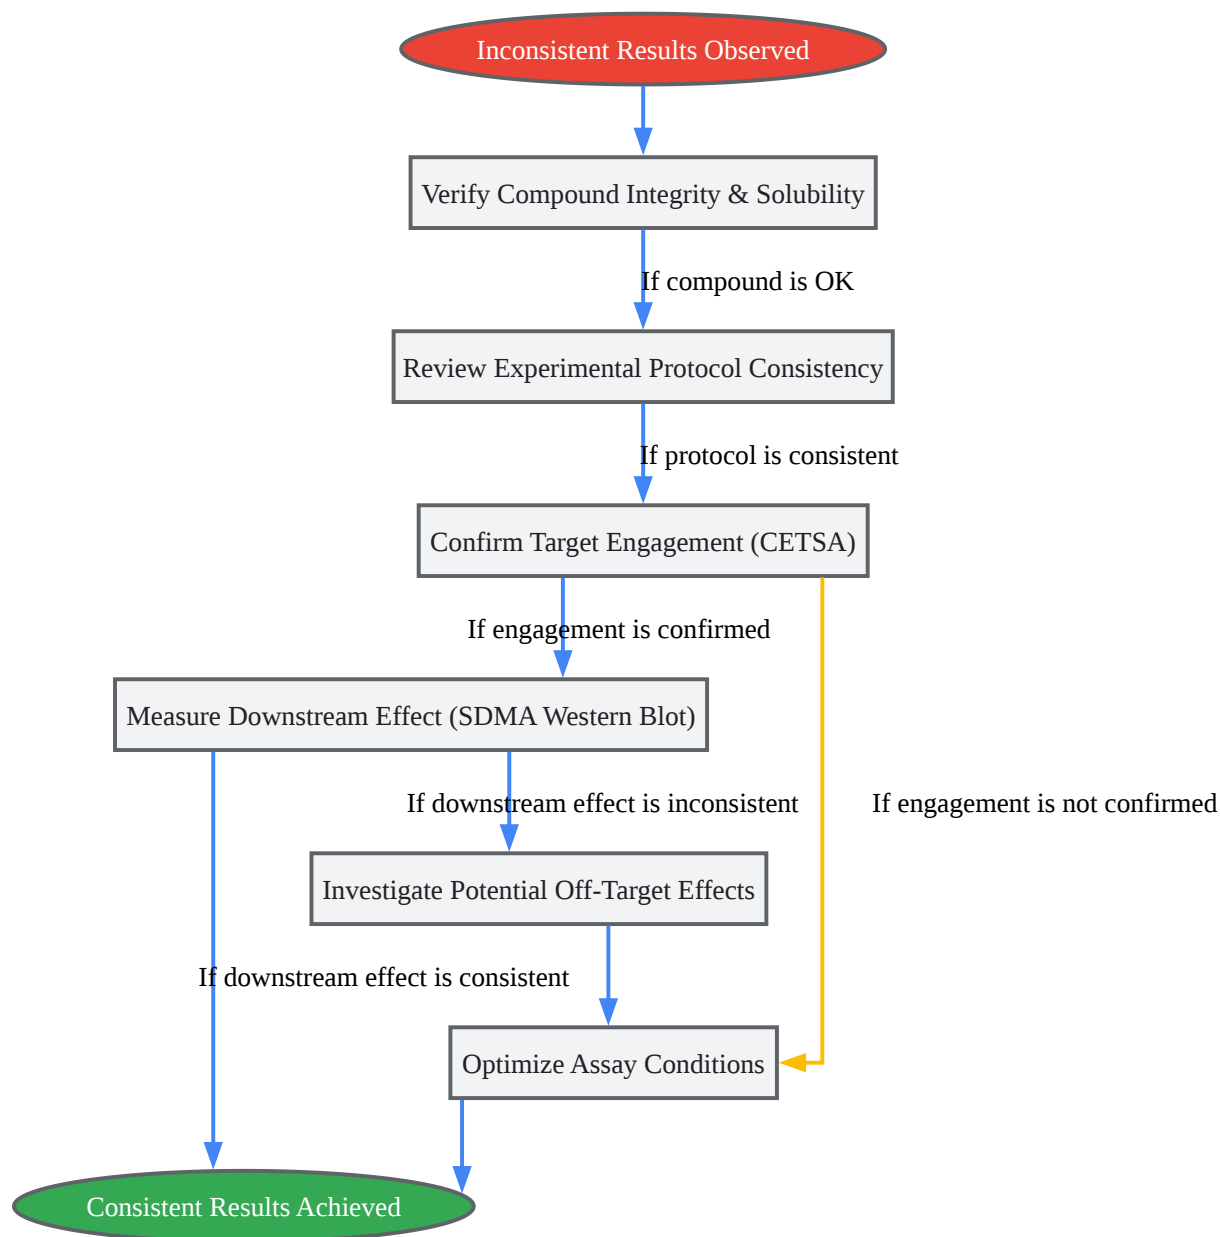 Inconsistent Results Observed
Verify Compound Integrity & Solubility
If compound is OK
Review Experimental Protocol Consistency
If protocol is consistent
Confirm Target Engagement (CETSA)
If engagement is confirmed
Measure Downstream Effect (SDMA Western Blot)
If downstream effect is inconsistent
If engagement is not confirmed
Investigate Potential Off-Target Effects
If downstream effect is consistent
Optimize Assay Conditions
Consistent Results Achieved